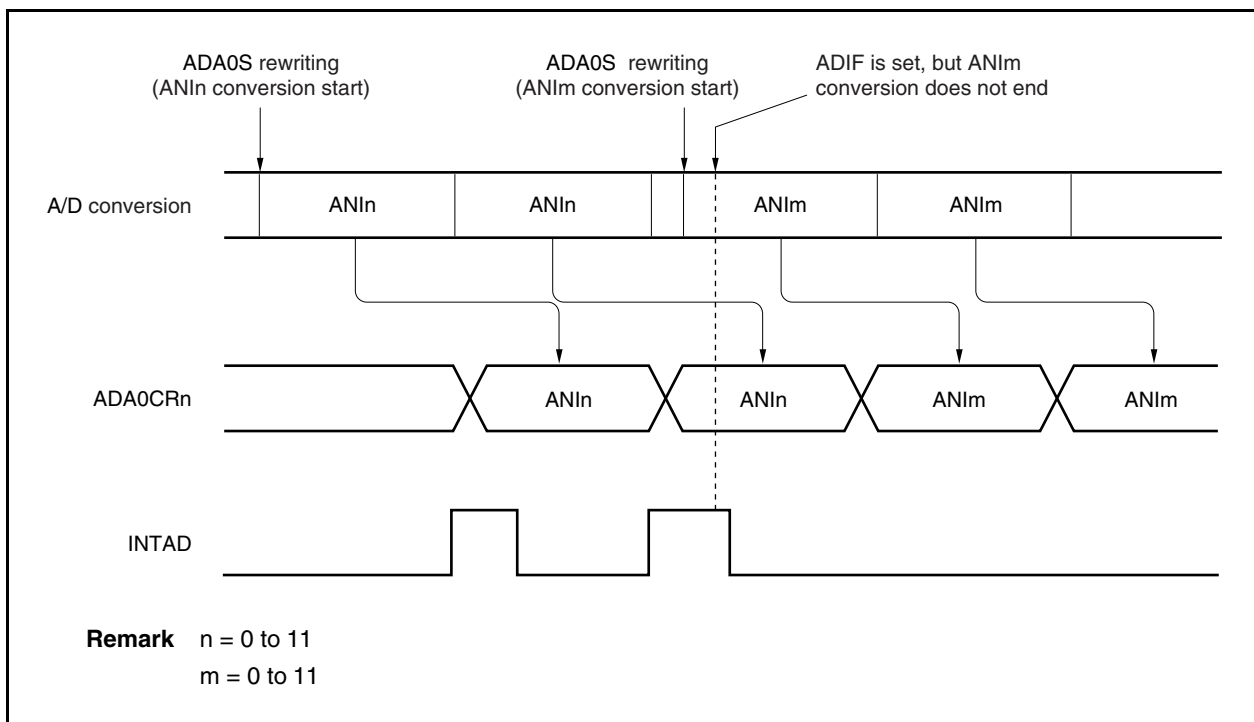 ADA0S rewriting
(ANIn conversion start)
ADA0S rewriting
(ANIm conversion start)
ADIF is set, but ANIm
conversion does not end
A/D conversion
ANIn
ANIn
ANIm
ANIm
ADA0CRn
ANIn
ANIn
ANIm
ANIm
INTAD
Remark n = 0 to 11
m = 0 to 11